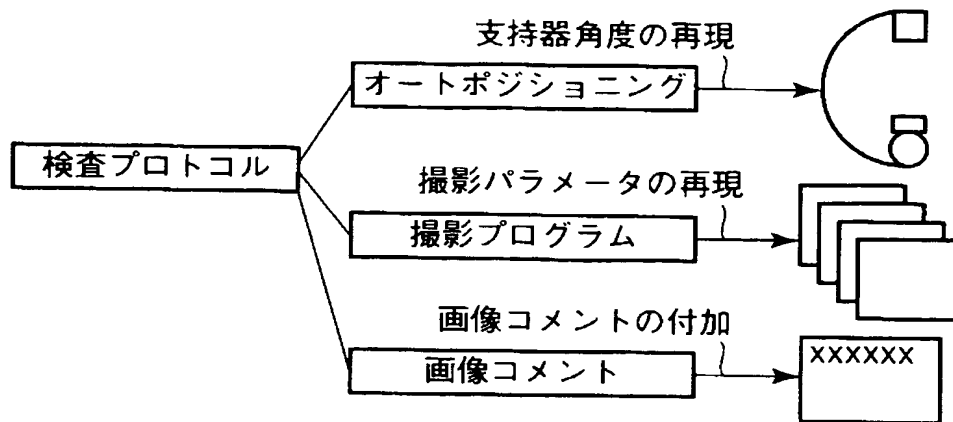 支持器角度の再現
オートポジショニング
検査プロトコル
撮影パラメータの再現
撮影プログラム
画像コメントの付加
画像コメント
XXXXXX